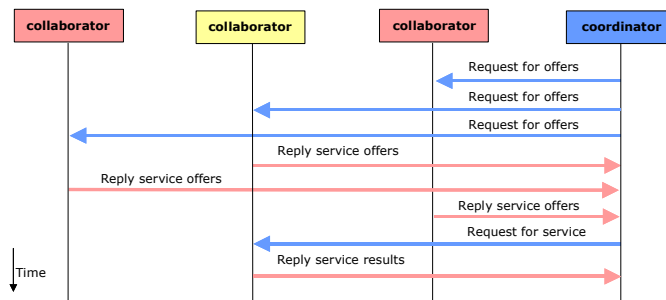 collaborator
collaborator
collaborator
coordinator
Request for offers
Request for offers
Request for offers
Reply service offers
Reply service offers
Reply service offers
Request for service
Reply service results
Time